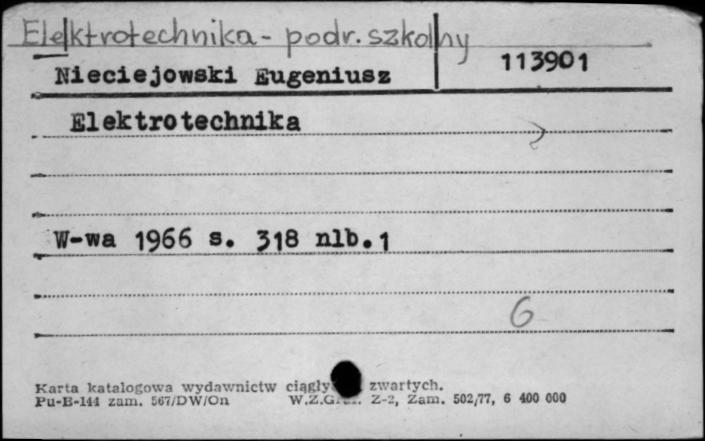 Elektrotechnika - podr. szkolny
Nieciejowski Eugeniusz 113901
Elektrotechnika
W-wa 1966 s. 318 nlb.1
6
Karta katalogowa wydawnictw zwartych.
Pu-B-144 zam. 567/DW/On Z-2, Zam. 502/77, 6 400 000